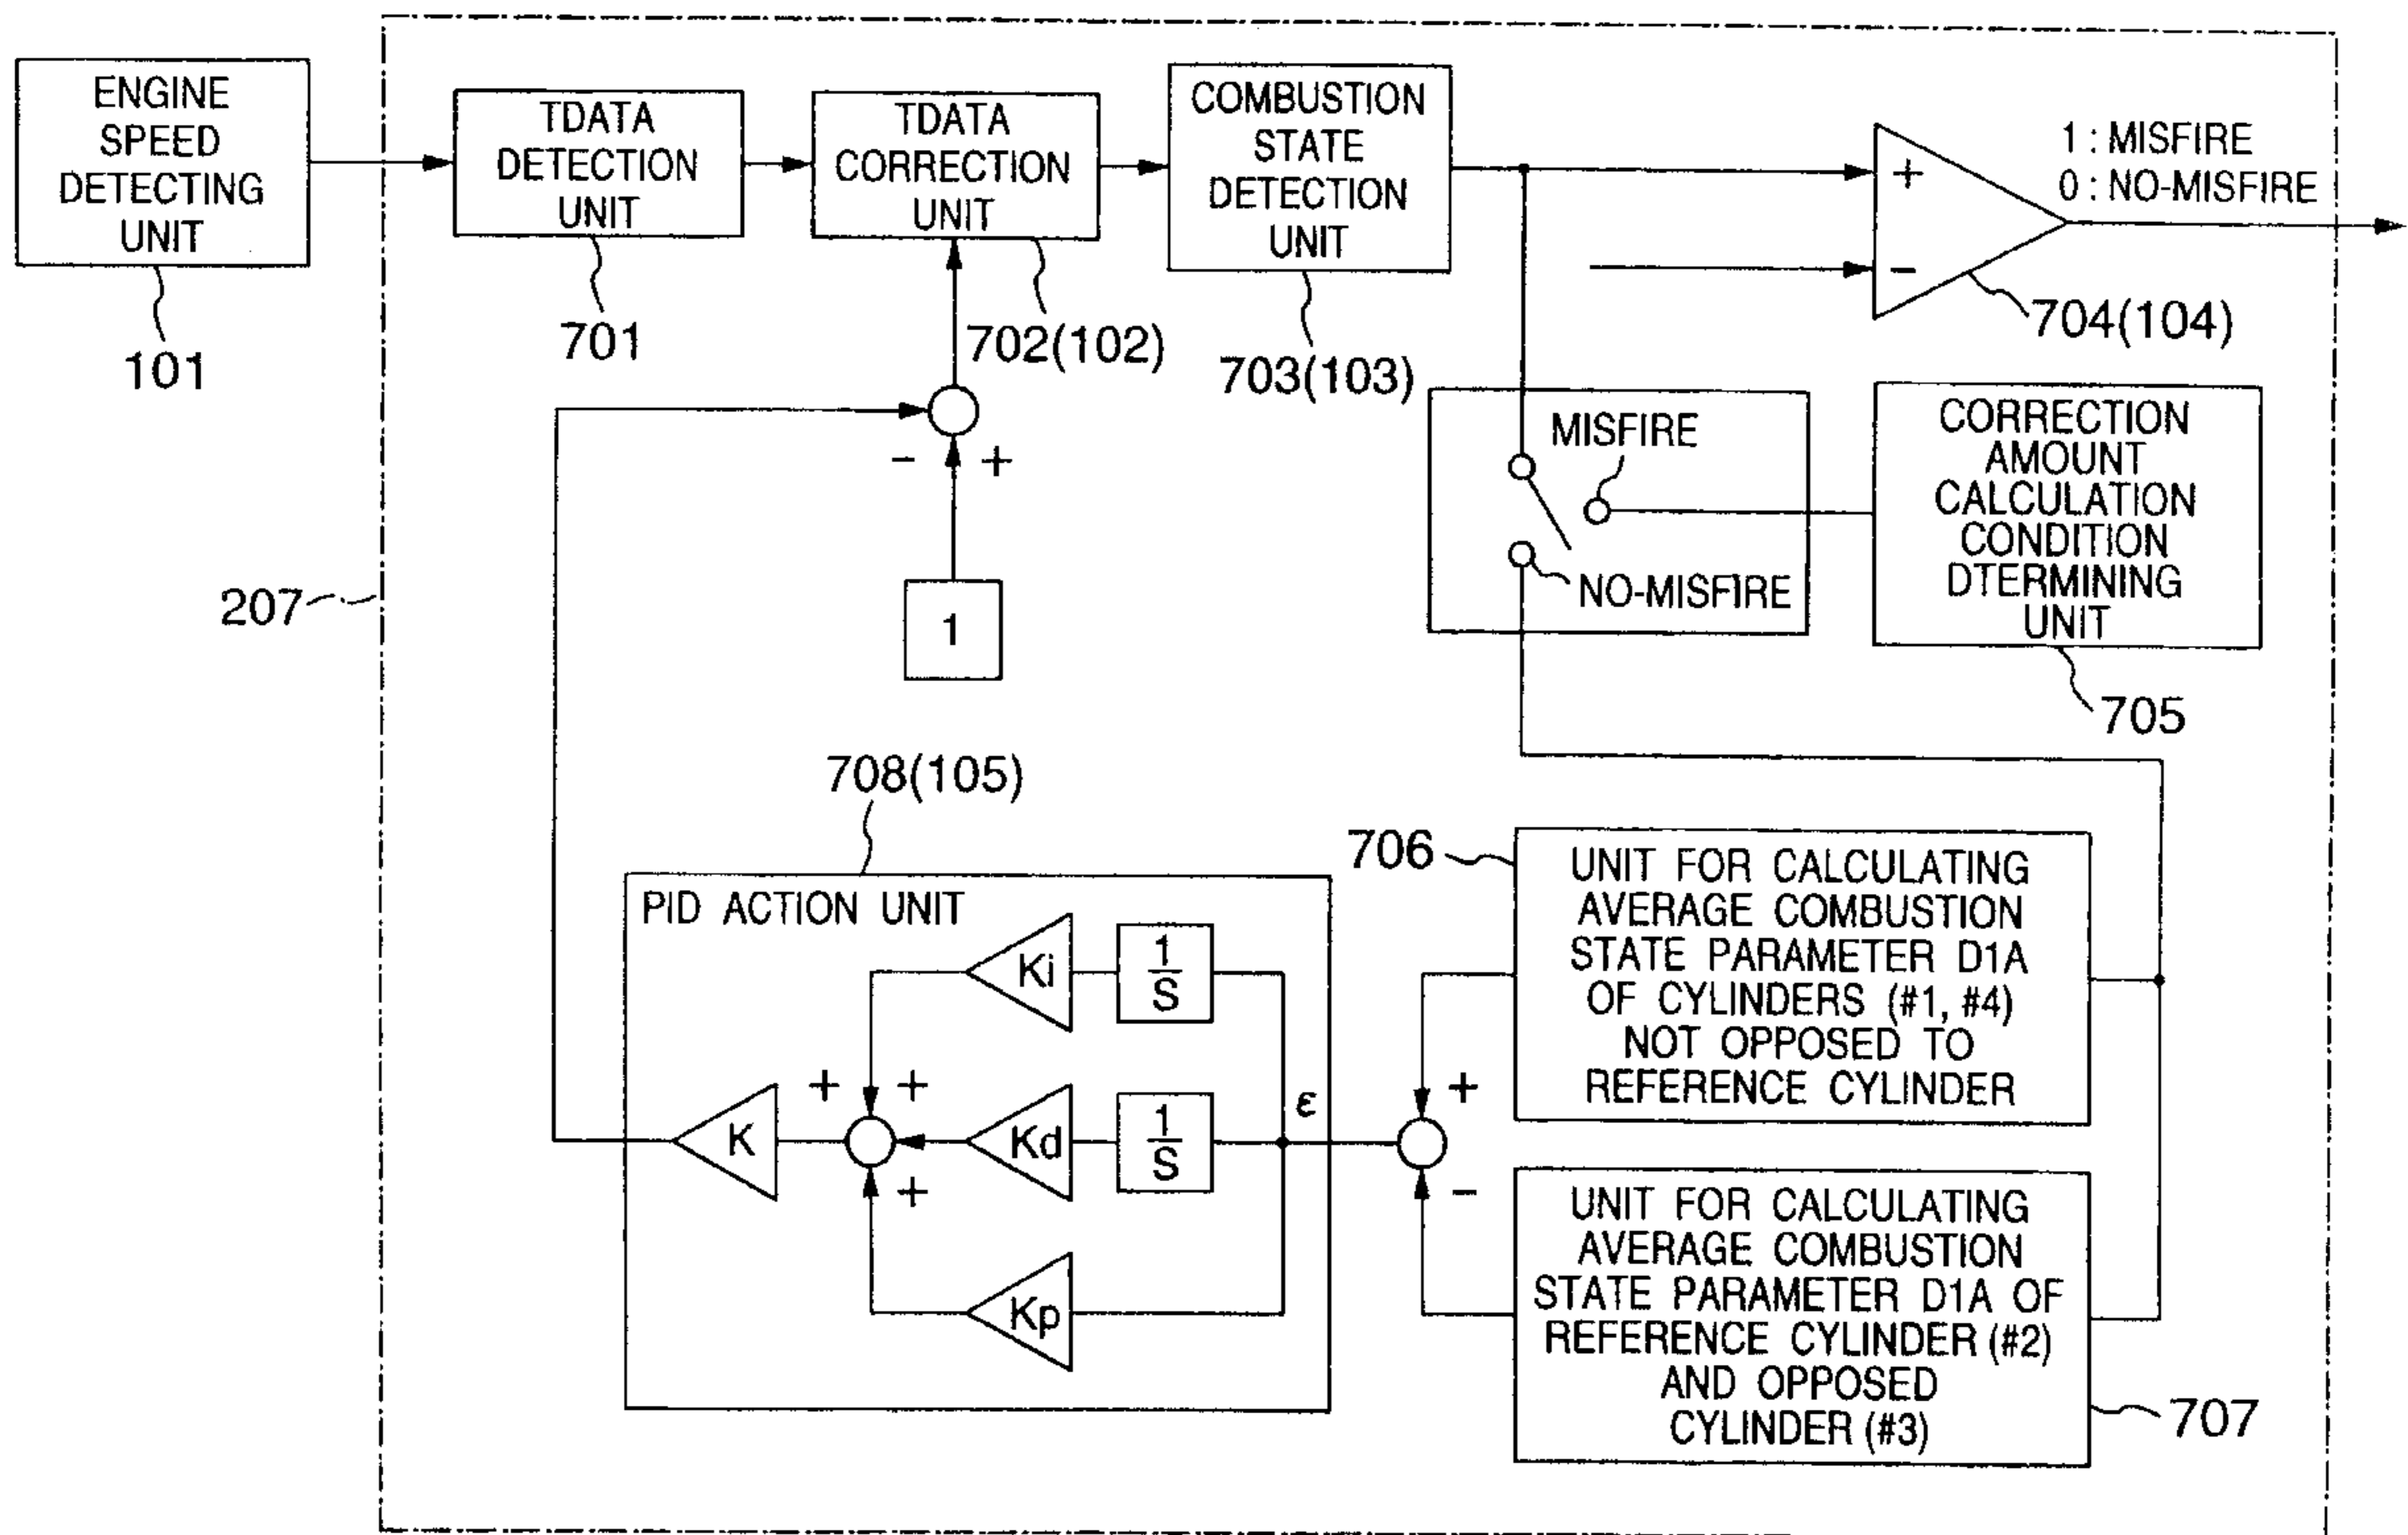 ENGINE
SPEED
DETECTING
UNIT
101
TDATA
DETECTION
UNIT
701
TDATA
CORRECTION
UNIT
702(102)
COMBUSTION
STATE
DETECTION
UNIT
703(103)
+
-
1 : MISFIRE
0 : NO-MISFIRE
704(104)
- +
1
207
MISFIRE
NO-MISFIRE
CORRECTION
AMOUNT
CALCULATION
CONDITION
DTERMINING
UNIT
705
708(105)
PID ACTION UNIT
Ki
1
S
+ +
K
Kd
1
S
ε
+
Kp
+
-
706
UNIT FOR CALCULATING
AVERAGE COMBUSTION
STATE PARAMETER D1A
OF CYLINDERS (#1, #4)
NOT OPPOSED TO
REFERENCE CYLINDER
UNIT FOR CALCULATING
AVERAGE COMBUSTION
STATE PARAMETER D1A OF
REFERENCE CYLINDER (#2)
AND OPPOSED
CYLINDER (#3)
707